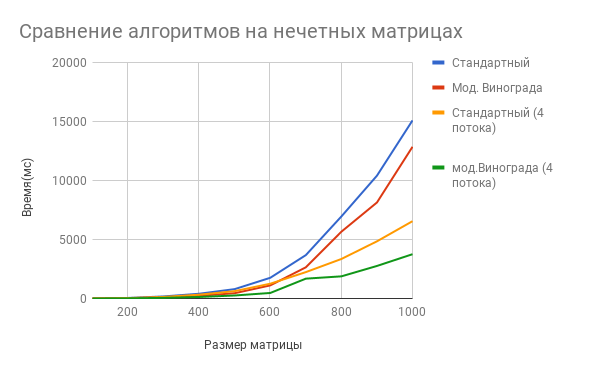 Сравнение алгоритмов на нечетных матрицах
20000
15000
10000
5000
0
Время(мс)
200
400
600
800
1000
Размер матрицы
Стандартный
Мод. Винограда
Стандартный (4
потока)
мод.Винограда (4
потока)